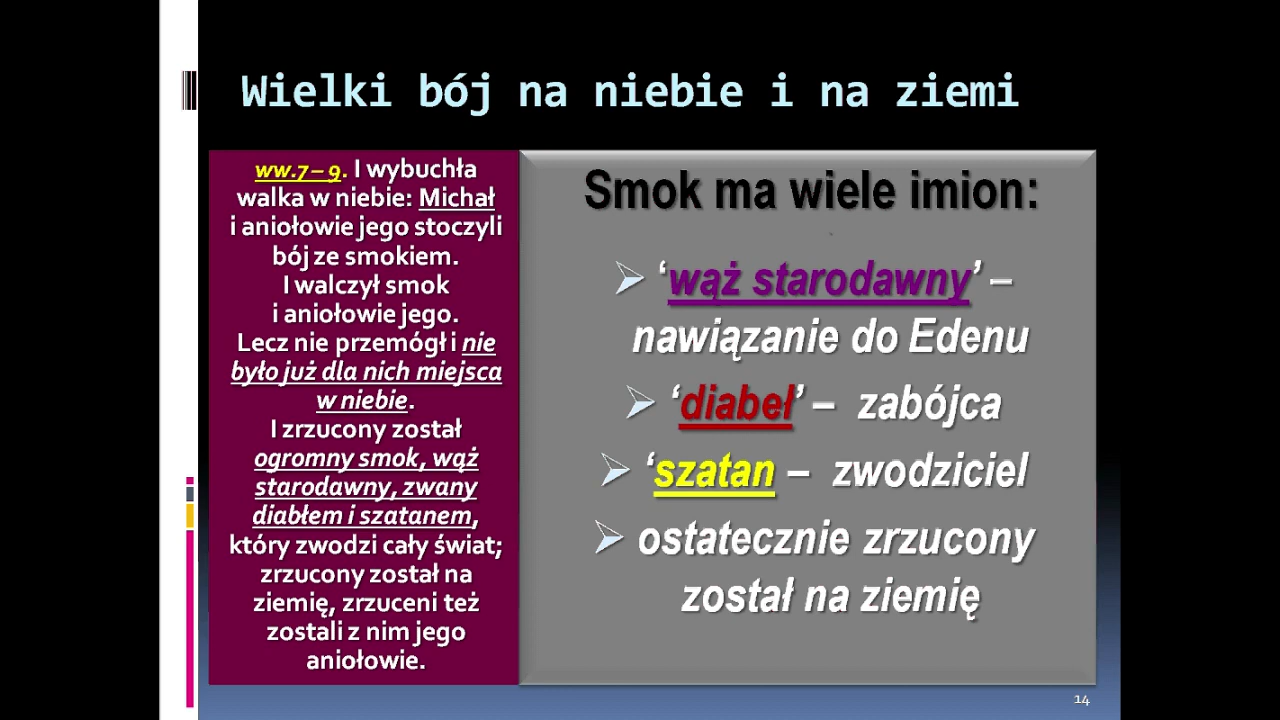 Wielki bój na niebie i na ziemi
ww.7 – 9. I wybuchła
walka w niebie: Michał
i aniołowie jego stoczyli
bój ze smokiem.
I walczył smok
i aniołowie jego.
Lecz nie przemógł i nie
było już dla nich miejsca
w niebie.
I zrzucony został
ogromny smok, wąż
starodawny, zwany
diabłem i szatanem,
który zwodzi cały świat;
zrzucony został na
ziemię, zrzuceni też
zostali z nim jego
aniołowie.
Smok ma wiele imion:
‘wąż starodawny’ –
nawiązanie do Edenu
‘diabeł’ – zabójca
‘szatan – zwodziciel
ostatecznie zrzucony
został na ziemię
14